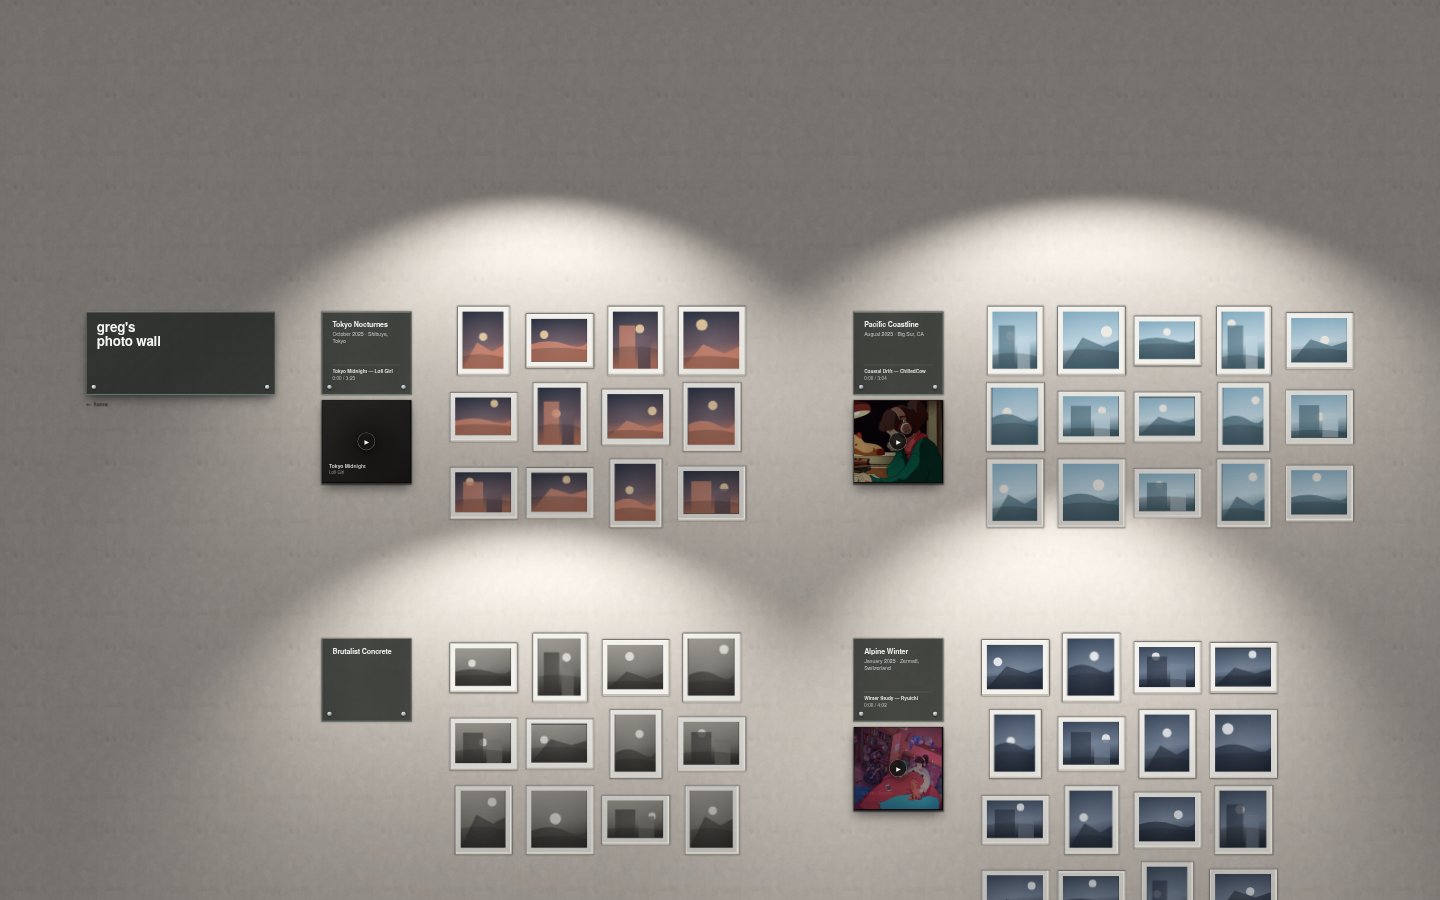 greg's
photo wall
← home
Tokyo Nocturnes
October 2025 · Shibuya,
Tokyo
Tokyo Midnight — Lofi Girl
0:00 / 3:25
Tokyo Midnight
Lofi Girl
Pacific Coastline
August 2025 · Big Sur, CA
Coastal Drift — ChilledCow
0:00 / 3:04
Brutalist Concrete
Alpine Winter
January 2025 · Zermatt,
Switzerland
Winter Study — Ryuichi
0:00 / 4:02